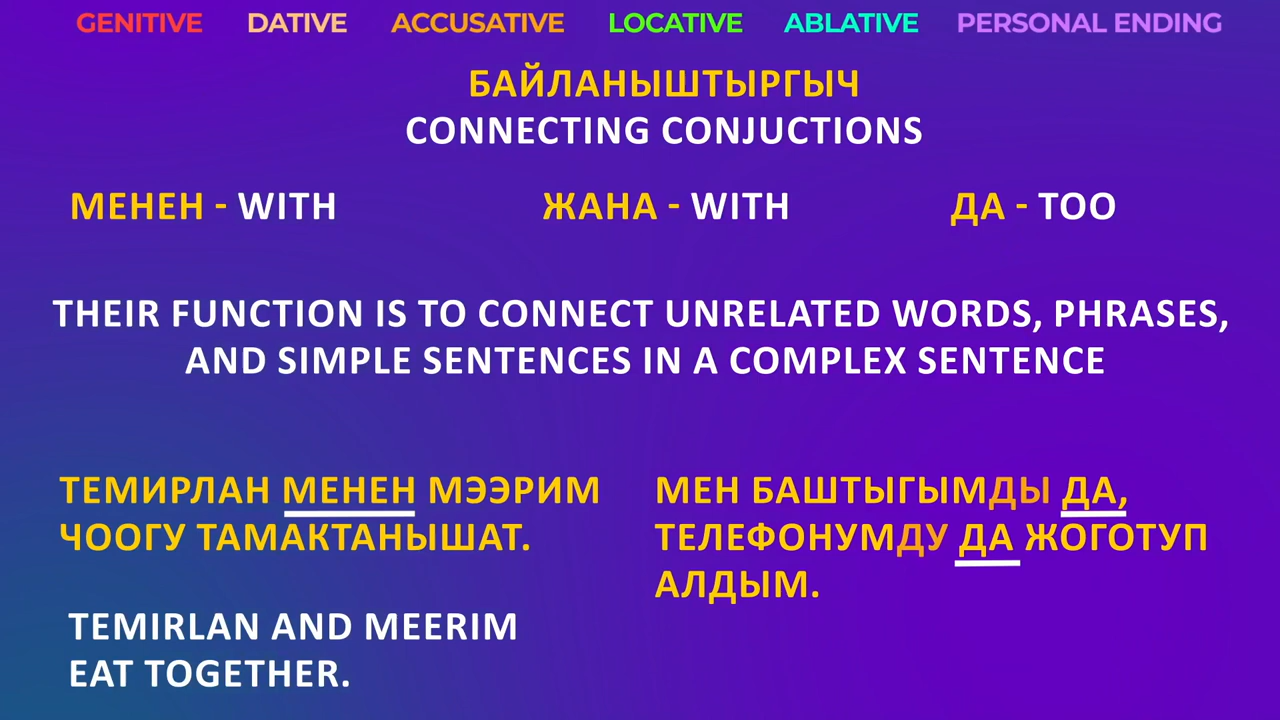 GENITIVE DATIVE ACCUSATIVE LOCATIVE ABLATIVE PERSONAL ENDING
БАЙЛАНЫШТЫРГЫЧ
CONNECTING CONJUCTIONS
МЕНЕН - WITH ЖАНА - WITH ДА - TOO
THEIR FUNCTION IS TO CONNECT UNRELATED WORDS, PHRASES,
AND SIMPLE SENTENCES IN A COMPLEX SENTENCE
ТЕМИРЛАН МЕНЕН МЭЭРИМ
ЧООГУ ТАМАКТАНЫШАТ.
TEMIRLAN AND MEERIM
EAT TOGETHER.
МЕН БАШТЫГЫМДЫ ДА,
ТЕЛЕФОНУМДУ ДА ЖОГОТУП
АЛДЫМ.